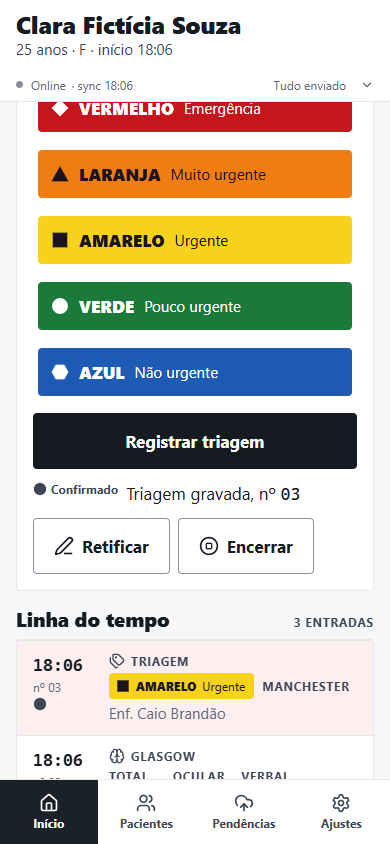 Clara Fictícia Souza
25 anos · F · início 18:06
Online · sync 18:06 Tudo enviado
VERMELHO Emergência
LARANJA Muito urgente
AMARELO Urgente
VERDE Pouco urgente
AZUL Não urgente
Registrar triagem
Confirmado Triagem gravada, nº 03
Retificar Encerrar
Linha do tempo 3 ENTRADAS
18:06 TRIAGEM
nº 03 AMARELO Urgente MANCHESTER
Enf. Caio Brandão
18:06 GLASGOW
TOTAL OCULAR VERBAL
Início Pacientes Pendências Ajustes